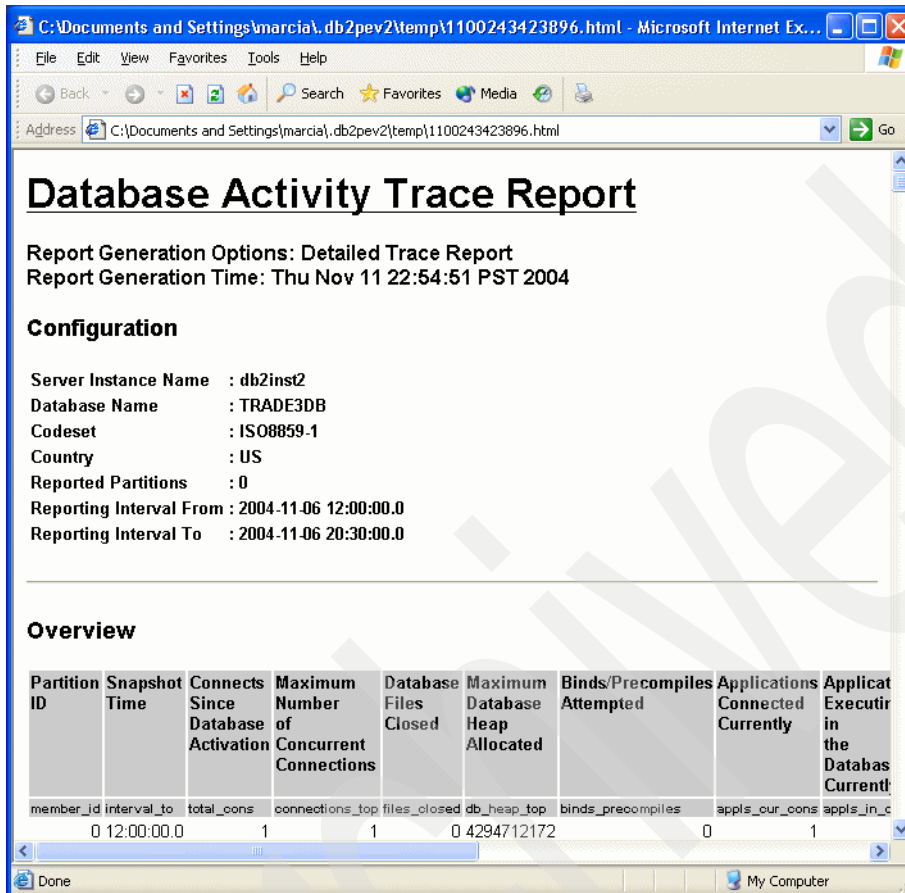 C:\Documents and Settings\marcia\.db2pev2\temp\1100243423896.html - Microsoft Internet Ex...
File Edit View Favorites Tools Help
Back Search Favorites Media
Address C:\Documents and Settings\marcia\.db2pev2\temp\1100243423896.html Go
Database Activity Trace Report
Report Generation Options: Detailed Trace Report
Report Generation Time: Thu Nov 11 22:54:51 PST 2004
Configuration
Server Instance Name : db2inst2
Database Name : TRADE3DB
Codeset : ISO8859-1
Country : US
Reported Partitions : 0
Reporting Interval From : 2004-11-06 12:00:00.0
Reporting Interval To : 2004-11-06 20:30:00.0
Overview
Partition Snapshot Connects Maximum Database Maximum Binds/Precompiles Applications Applicat
ID Time Since Number Files Database Attempted Connected Executin
Database of Closed Heap Currently in
Activation Concurrent Allocated the
Connections Databas
Currently
member_id interval_to total_cons connections_top files_closed db_heap_top binds_precompiles appls_cur_cons appls_in_c
0 12:00:00.0 1 1 0 4294712172 0 1
Done My Computer